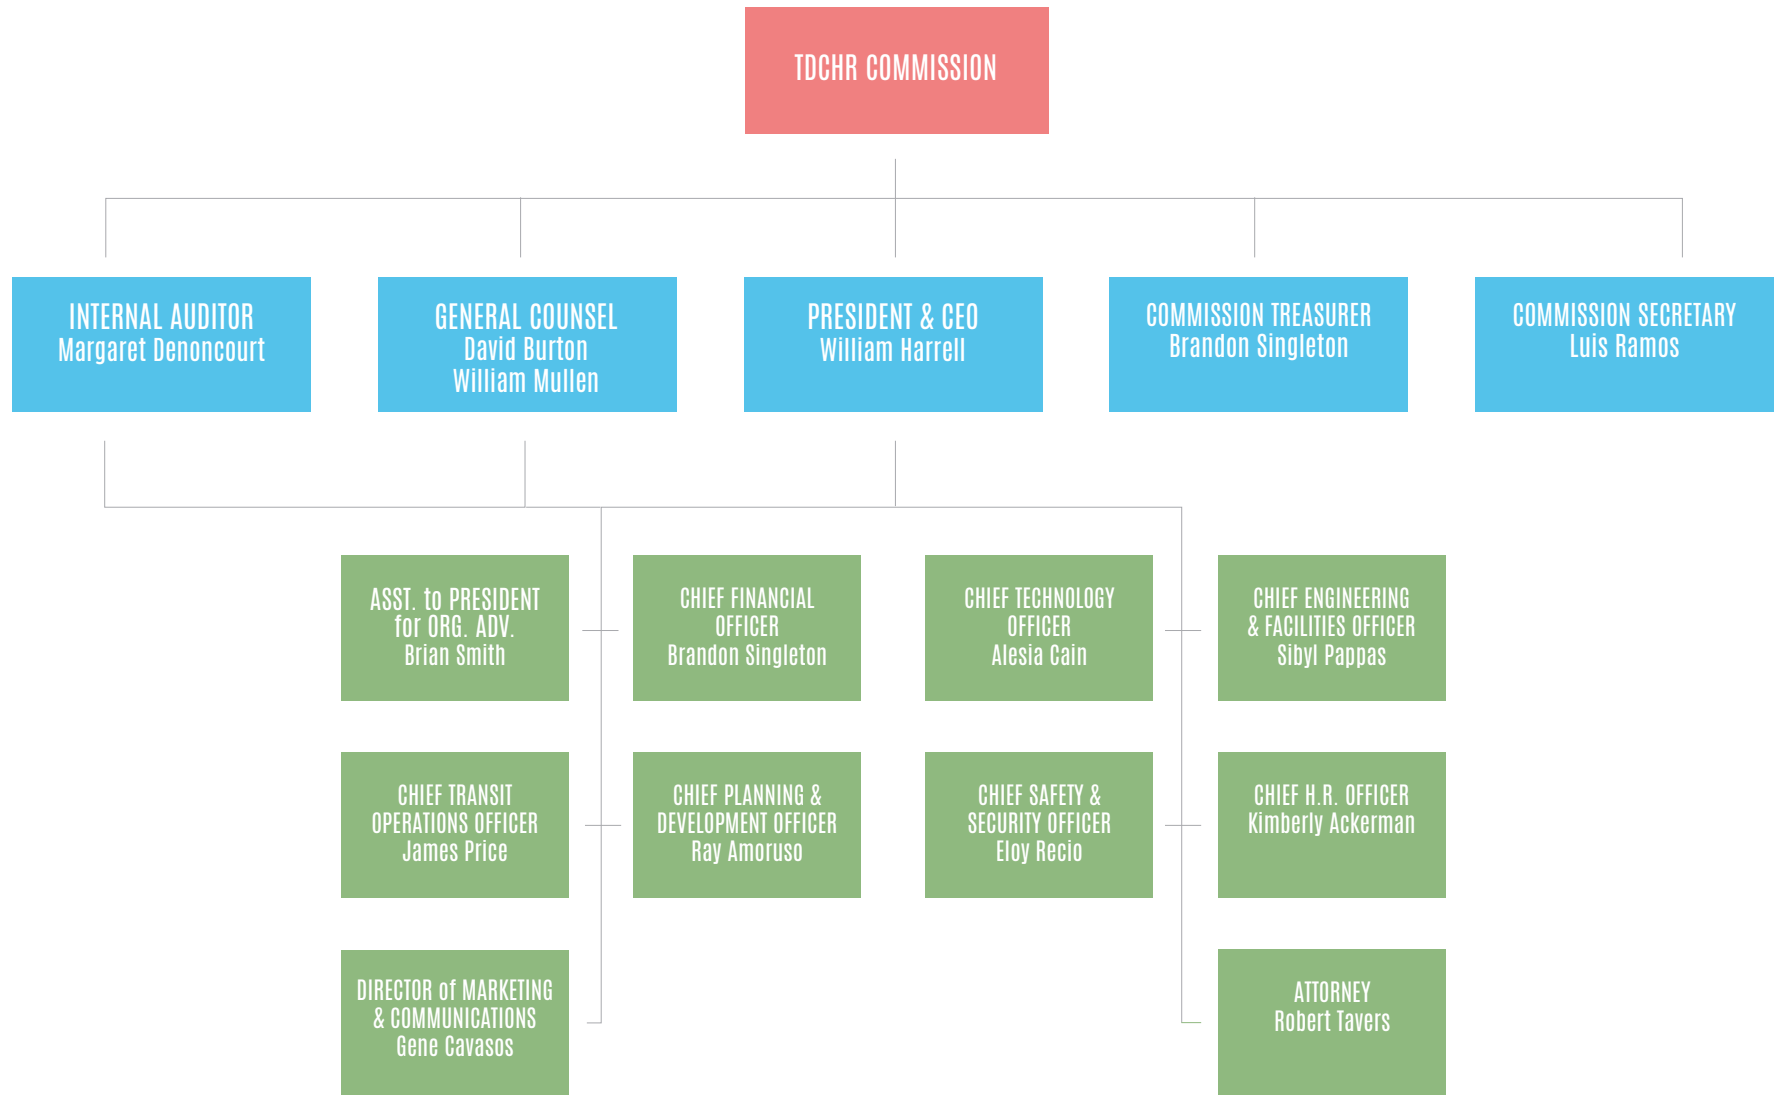 TDCHR COMMISSION
INTERNAL AUDITOR
Margaret Denoncourt
GENERAL COUNSEL
David Burton
William Mullen
PRESIDENT & CEO
William Harrell
COMMISSION TREASURER
Brandon Singleton
COMMISSION SECRETARY
Luis Ramos
ASST. to PRESIDENT
for ORG. ADV.
Brian Smith
CHIEF FINANCIAL
OFFICER
Brandon Singleton
CHIEF TECHNOLOGY
OFFICER
Alesia Cain
CHIEF ENGINEERING
& FACILITIES OFFICER
Sibyl Pappas
CHIEF TRANSIT
OPERATIONS OFFICER
James Price
CHIEF PLANNING &
DEVELOPMENT OFFICER
Ray Amoruso
CHIEF SAFETY &
SECURITY OFFICER
Eloy Recio
CHIEF H.R. OFFICER
Kimberly Ackerman
DIRECTOR of MARKETING
& COMMUNICATIONS
Gene Cavasos
ATTORNEY
Robert Tavers